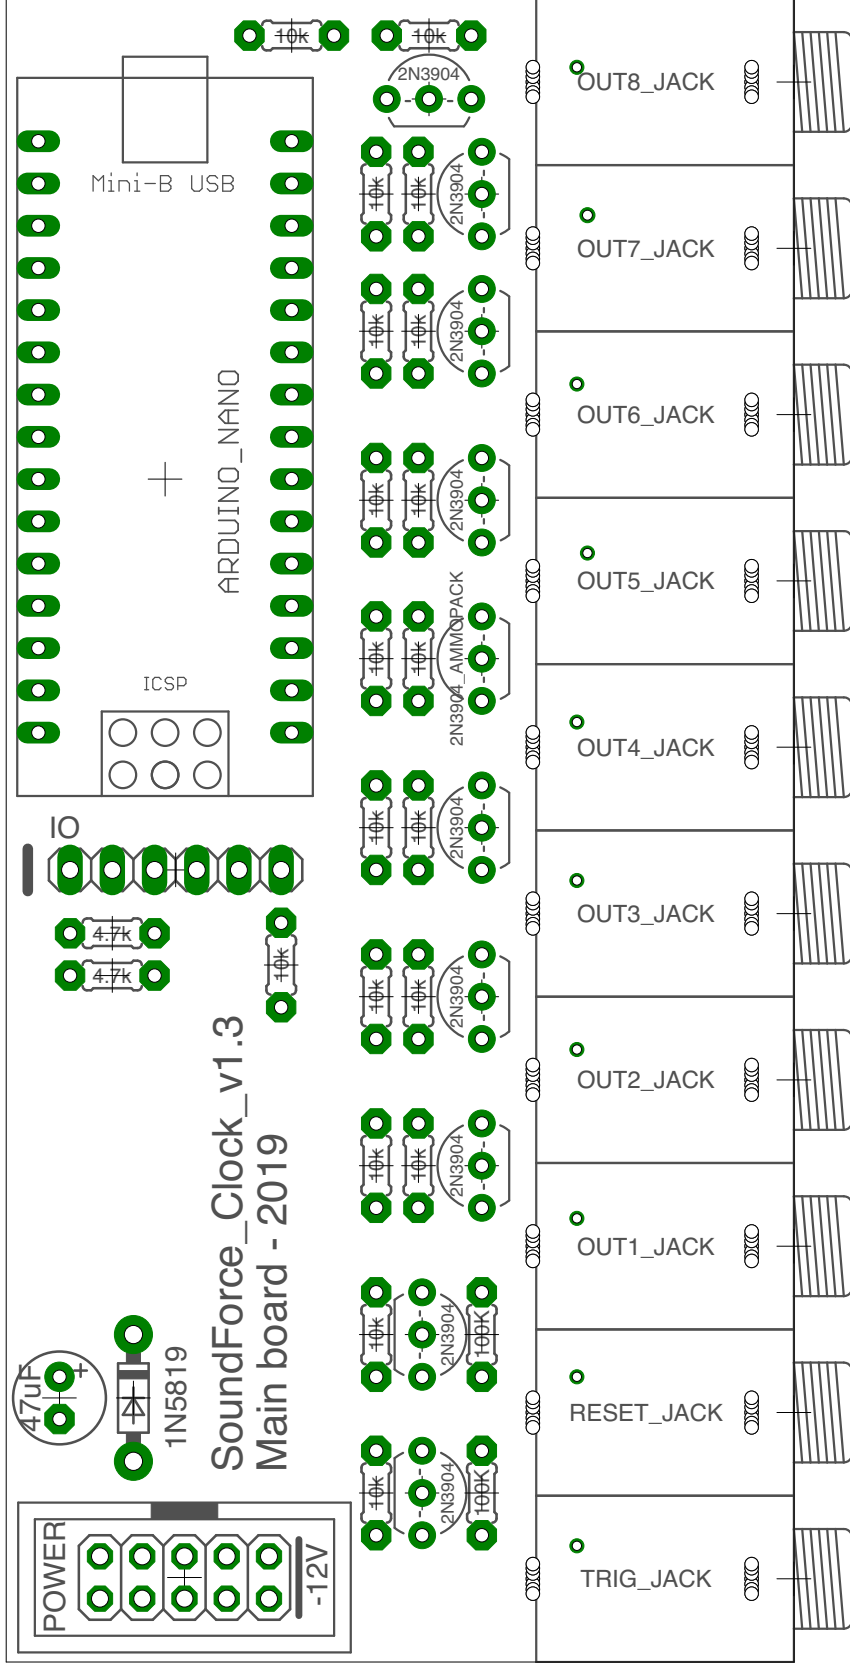 10k
10k
2N3904
OUT8_JACK
Mini-B USB
10k
10k
2N3904
OUT7_JACK
10k
10k
2N3904
OUT6_JACK
ARDUINO_NANO
10k
10k
2N3904
OUT5_JACK
10k
10k
2N3904_AMMOPACK
ICSP
OUT4_JACK
IO
10k
10k
2N3904
OUT3_JACK
4.7k
4.7k
10k
10k
10k
2N3904
OUT2_JACK
SoundForce_Clock_v1.3
Main board - 2019
10k
10k
2N3904
OUT1_JACK
10k
2N3904
100K
47uF
+
1N5819
RESET_JACK
10k
2N3904
100K
POWER
-12V
TRIG_JACK